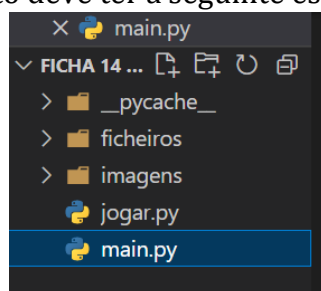 o deve ter a seguinte es
main.py
FICHA 14 ...
__pycache__
ficheiros
imagens
jogar.py
main.py